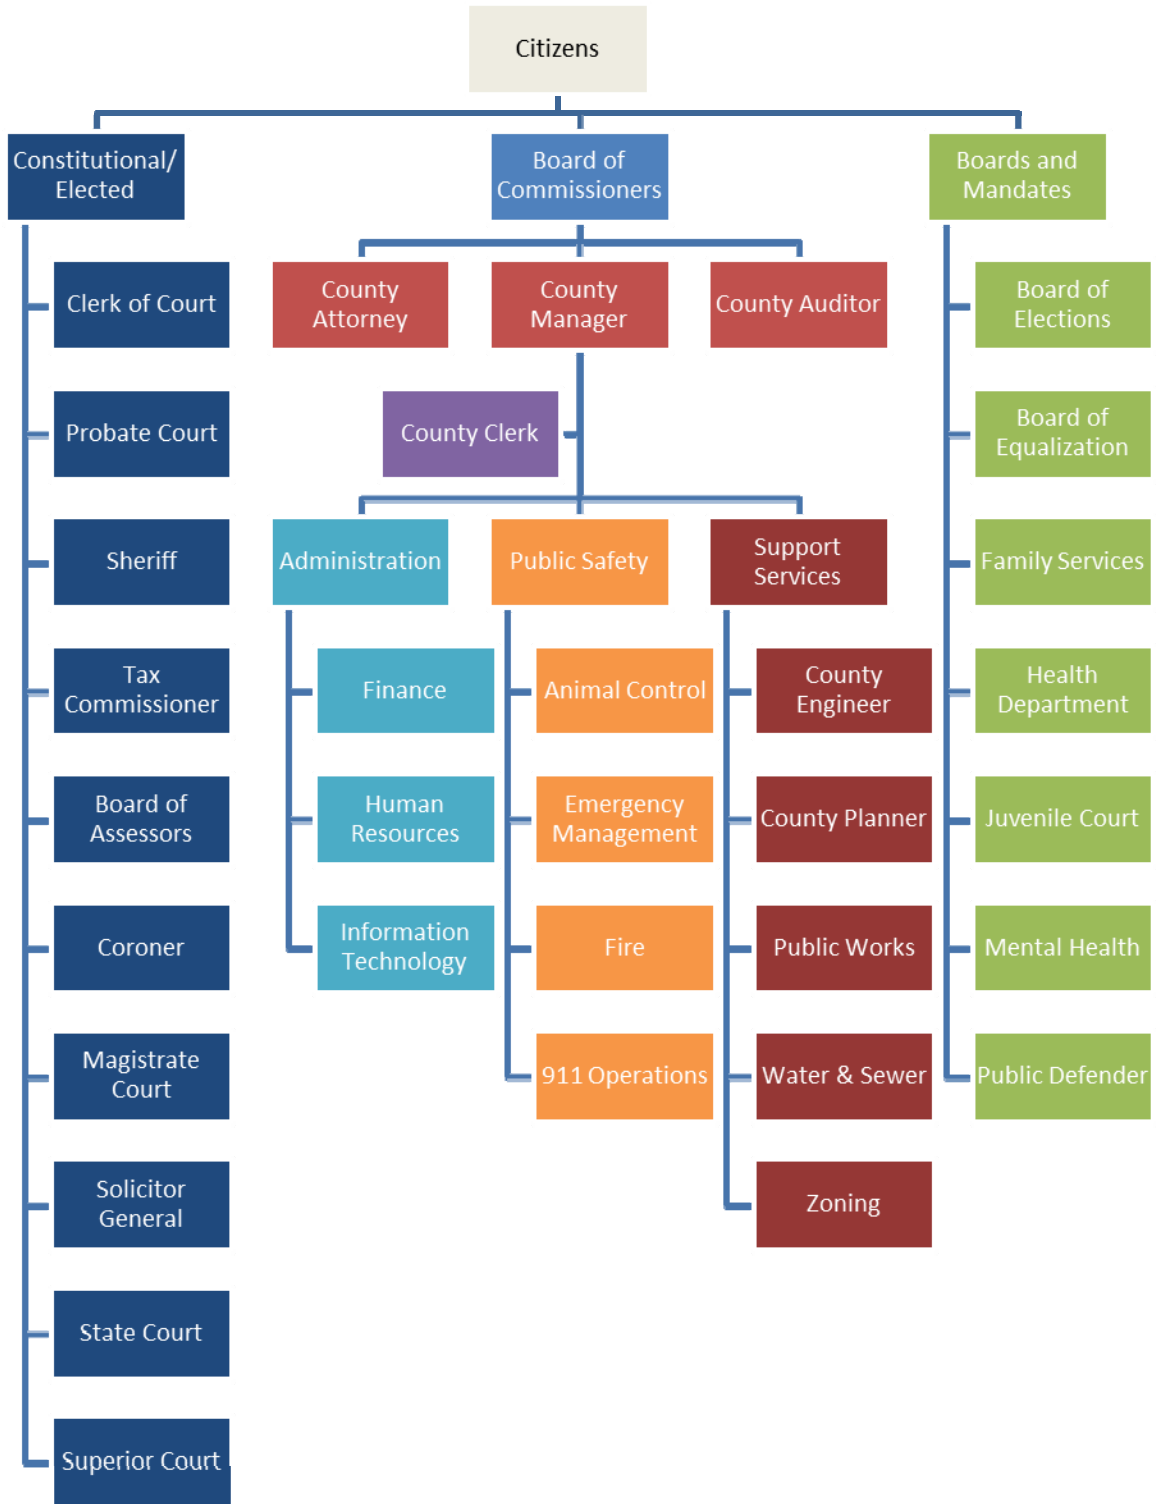 Citizens
Constitutional/
Elected
Board of
Commissioners
Boards and
Mandates
Clerk of Court
Probate Court
Sheriff
Tax
Commissioner
Board of
Assessors
Coroner
Magistrate
Court
Solicitor
General
State Court
Superior Court
County
Attorney
County
Manager
County Auditor
County Clerk
Administration
Finance
Human
Resources
Information
Technology
Public Safety
Animal Control
Emergency
Management
Fire
911 Operations
Support
Services
County
Engineer
County Planner
Public Works
Water & Sewer
Zoning
Board of
Elections
Board of
Equalization
Family Services
Health
Department
Juvenile Court
Mental Health
Public Defender